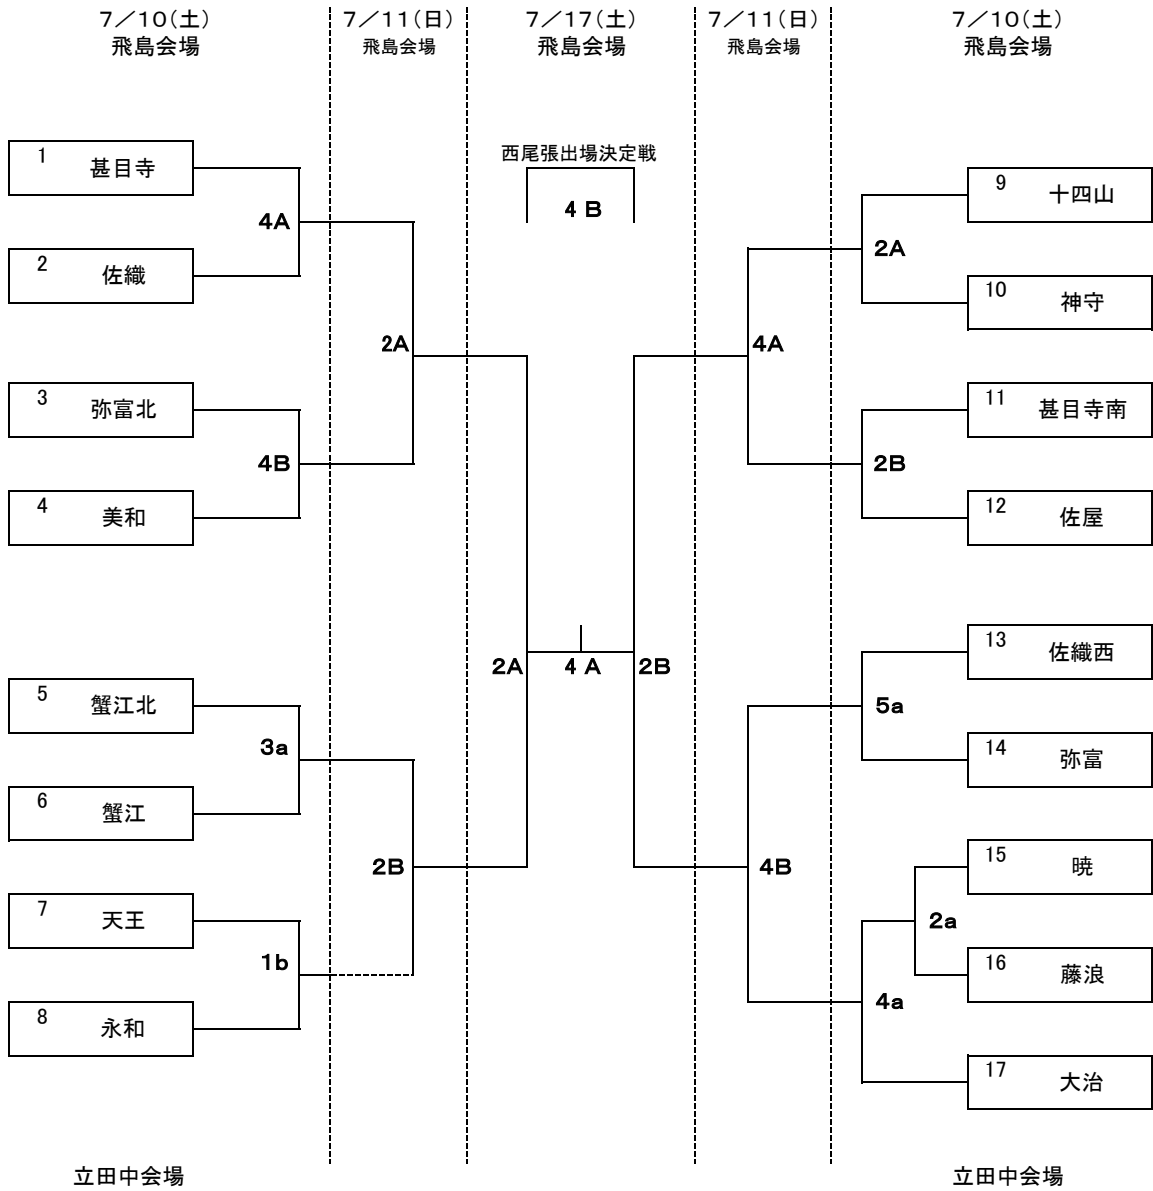 7／10(土)
飛島会場
7／11(日)
飛島会場
7／17(土)
飛島会場
7／11(日)
飛島会場
7／10(土)
飛島会場
西尾張出場決定戦
4 B
1 甚目寺
4A
2 佐織
2A
3 弥富北
4B
4 美和
5 蟹江北
3a
6 蟹江
2B
7 天王
1b
8 永和
2A
4 A
2B
9 十四山
2A
10 神守
4A
11 甚目寺南
2B
12 佐屋
13 佐織西
5a
14 弥富
4B
15 暁
2a
16 藤浪
4a
17 大治
立田中会場
立田中会場